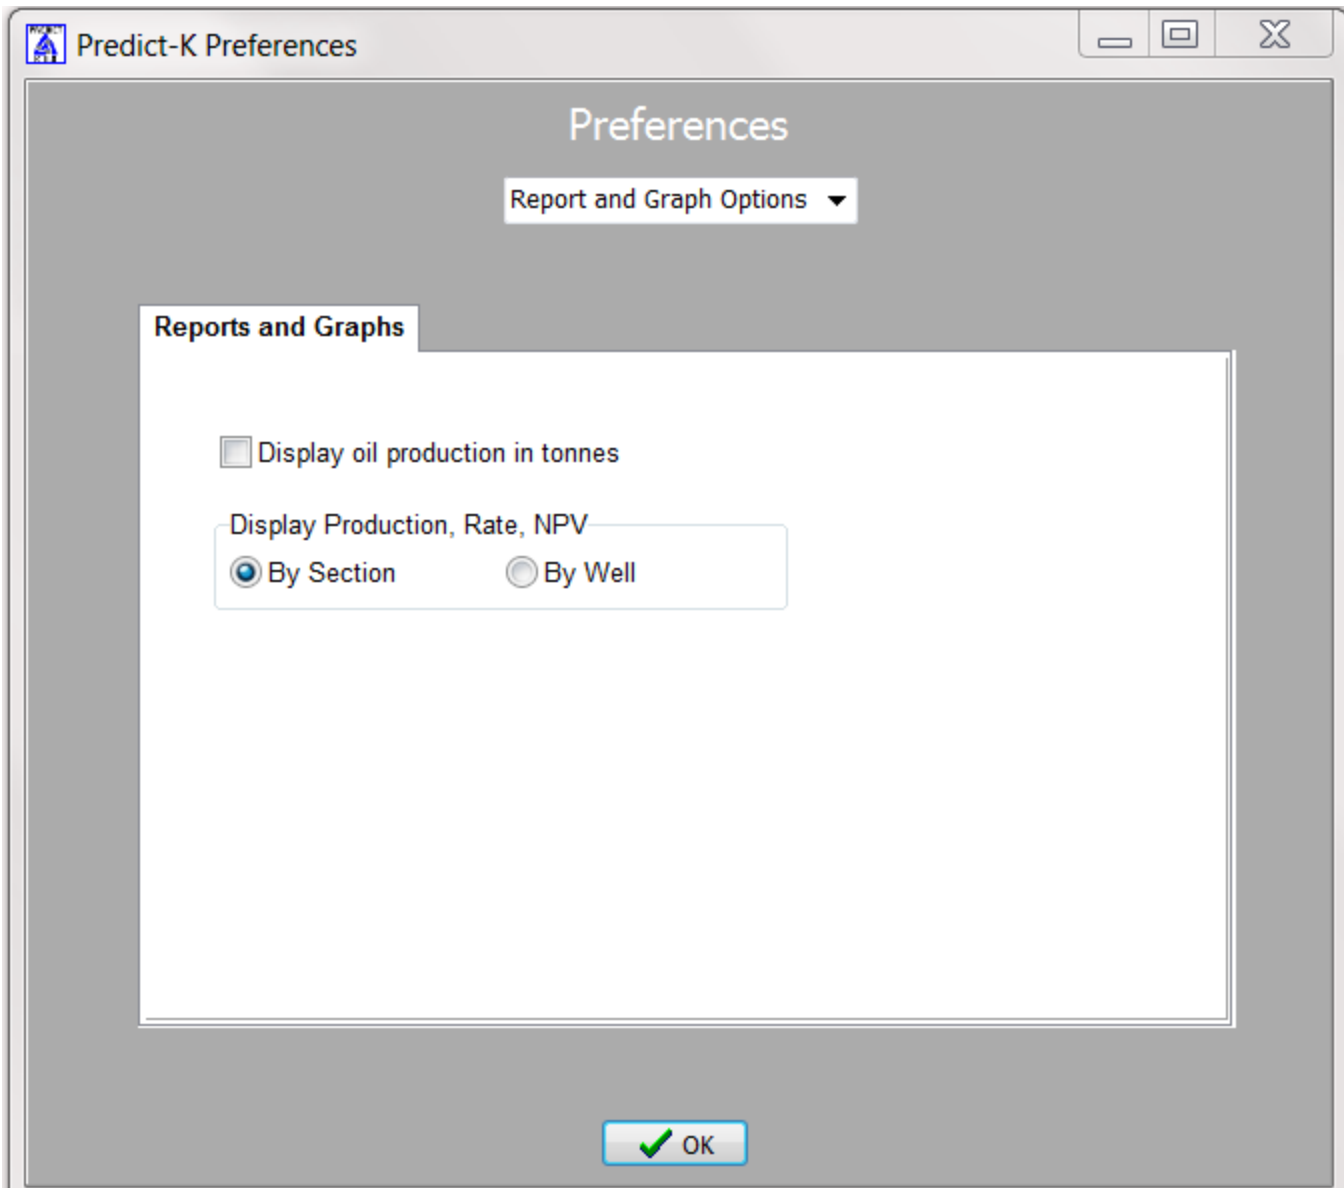 Predict-K Preferences
Preferences
Report and Graph Options
Reports and Graphs
Display oil production in tonnes
Display Production, Rate, NPV
By Section By Well
OK